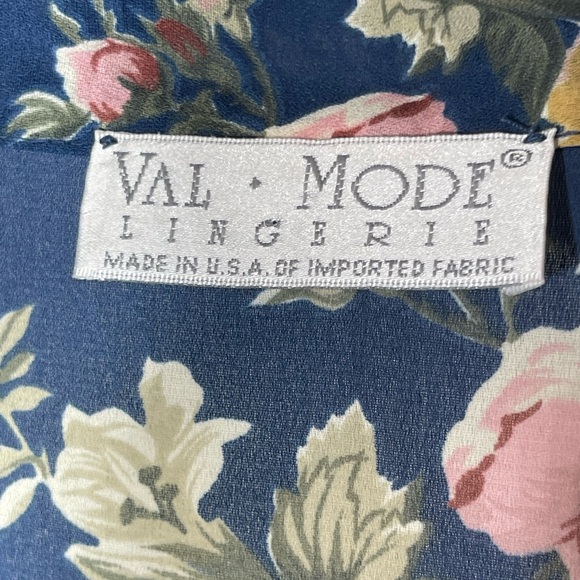 VAL · MODE®
LINGERIE
MADE IN U.S.A. OF IMPORTED FABRIC